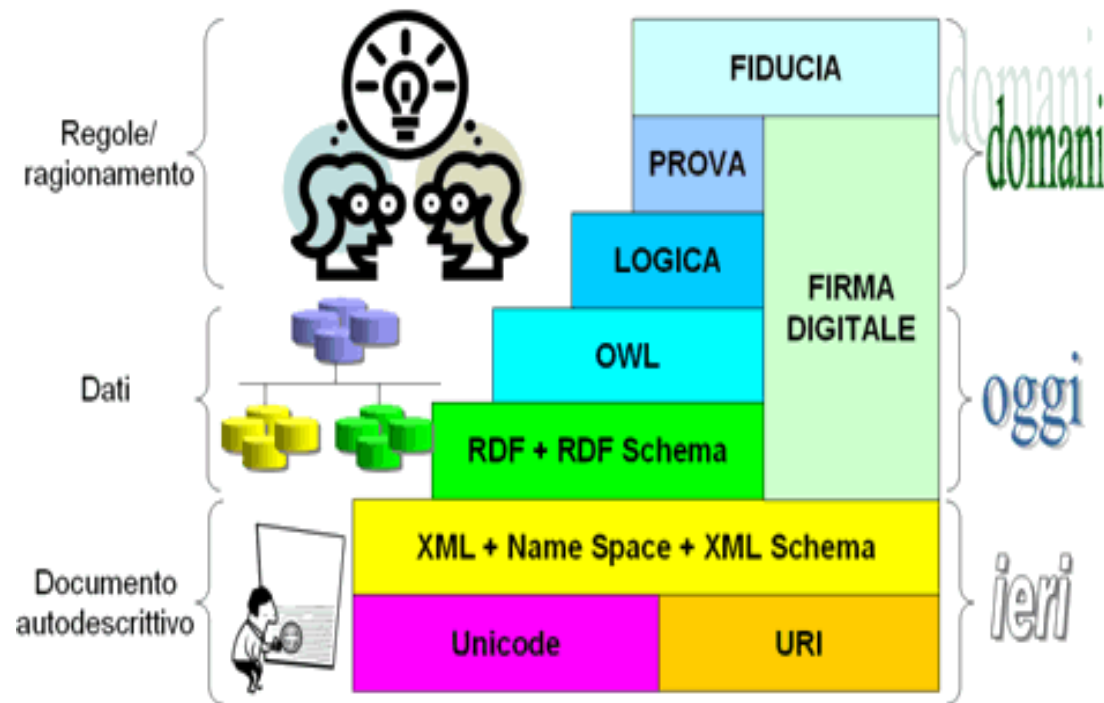 FIDUCIA
domani
domani
Regole/
ragionamento
PROVA
LOGICA
FIRMA
DIGITALE
OWL
Dati
oggi
RDF + RDF Schema
XML + Name Space + XML Schema
Documento
autodescrittivo
ieri
Unicode
URI